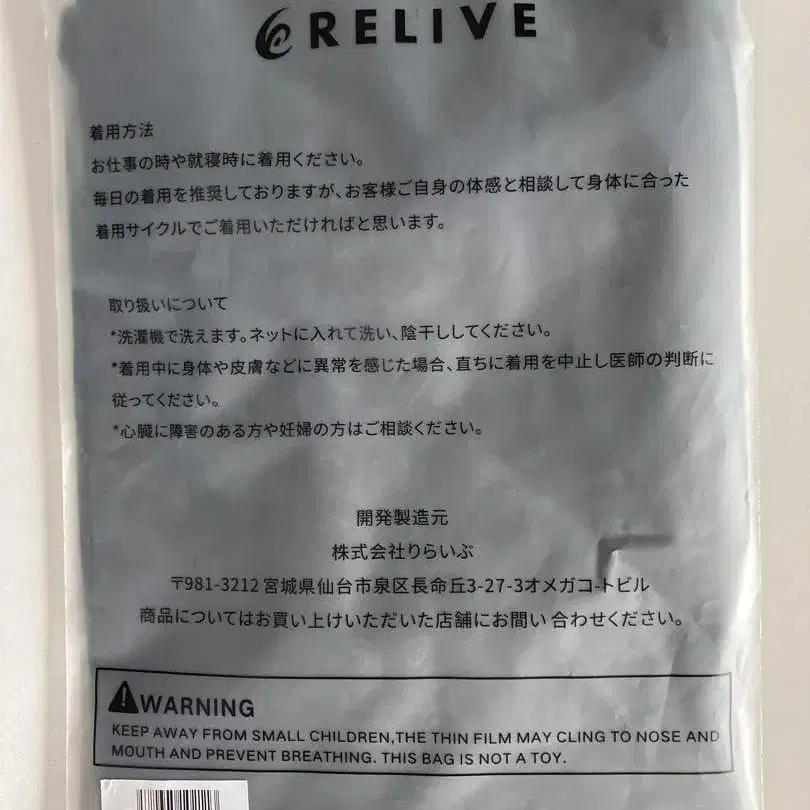 RELIVE
着用方法
お仕事の時や就寝時に着用ください。
毎日の着用を推奨しておりますが、お客様ご自身の体感と相談して身体に合った
着用サイクルでご着用いただければと思います。
取り扱いについて
*洗濯機で洗えます。ネットに入れて洗い、陰干ししてください。
*着用中に身体や皮膚などに異常を感じた場合、直ちに着用を中止し医師の判断に
従ってください。
*心臓に障害のある方や妊婦の方はご相談ください。
開発製造元
株式会社りらいぶ
〒981-3212 宮城県仙台市泉区長命丘3-27-3オメガコートビル
商品についてはお買い上げいただいた店舗にお問い合わせください。
WARNING
KEEP AWAY FROM SMALL CHILDREN,THE THIN FILM MAY CLING TO NOSE AND
MOUTH AND PREVENT BREATHING. THIS BAG IS NOT A TOY.